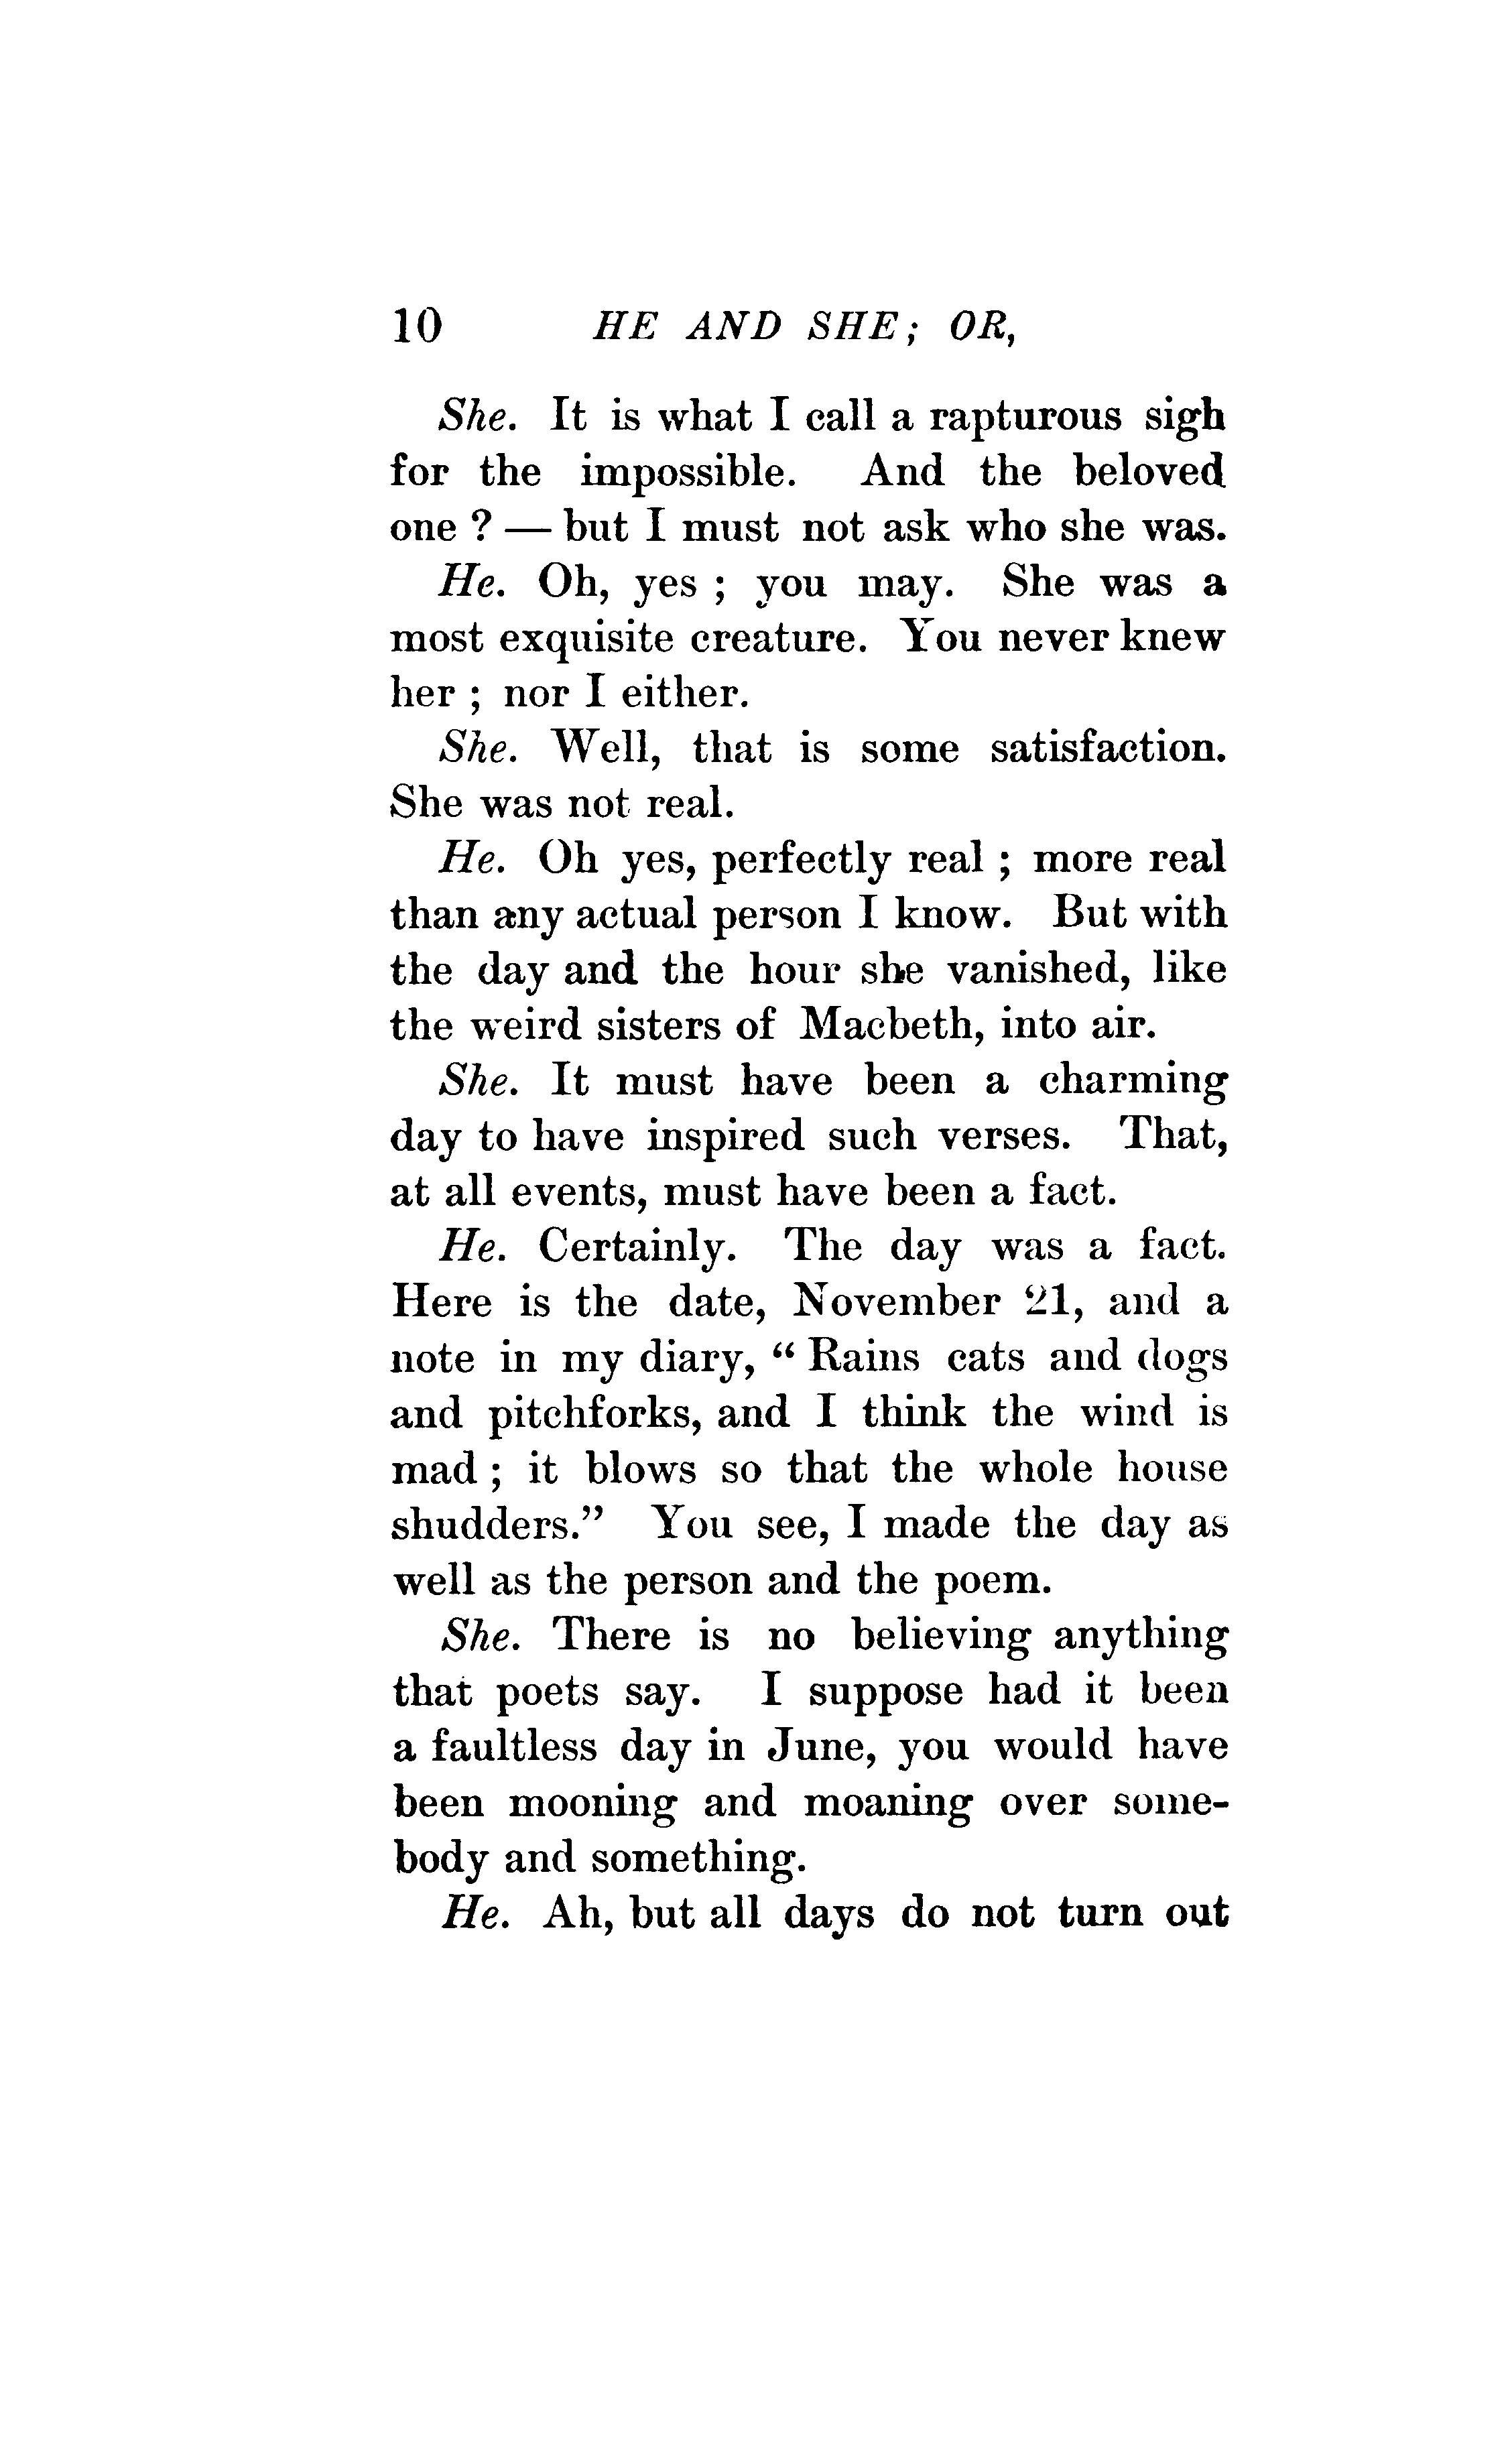 10 HE AND SHE; OR,
She. It is what I call a rapturous sigh
for the impossible. And the beloved
one ? — but I must not ask who she was.
He. Oh, yes ; you may. She was a
most exquisite creature. You never knew
her ; nor I either.
She. Well, that is some satisfaction.
She was not real.
He. Oh yes, perfectly real ; more real
than any actual person I know. But with
the day and the hour she vanished, like
the weird sisters of Macbeth, into air.
She. It must have been a charming
day to have inspired such verses. That,
at all events, must have been a fact.
He. Certainly. The day was a fact.
Here is the date, November 21, and a
note in my diary, “ Rains cats and dogs
and pitchforks, and I think the wind is
mad ; it blows so that the whole house
shudders.” You see, I made the day as
well as the person and the poem.
She. There is no believing anything
that poets say. I suppose had it been
a faultless day in June, you would have
been mooning and moaning over some-
body and something.
He. Ah, but all days do not turn out